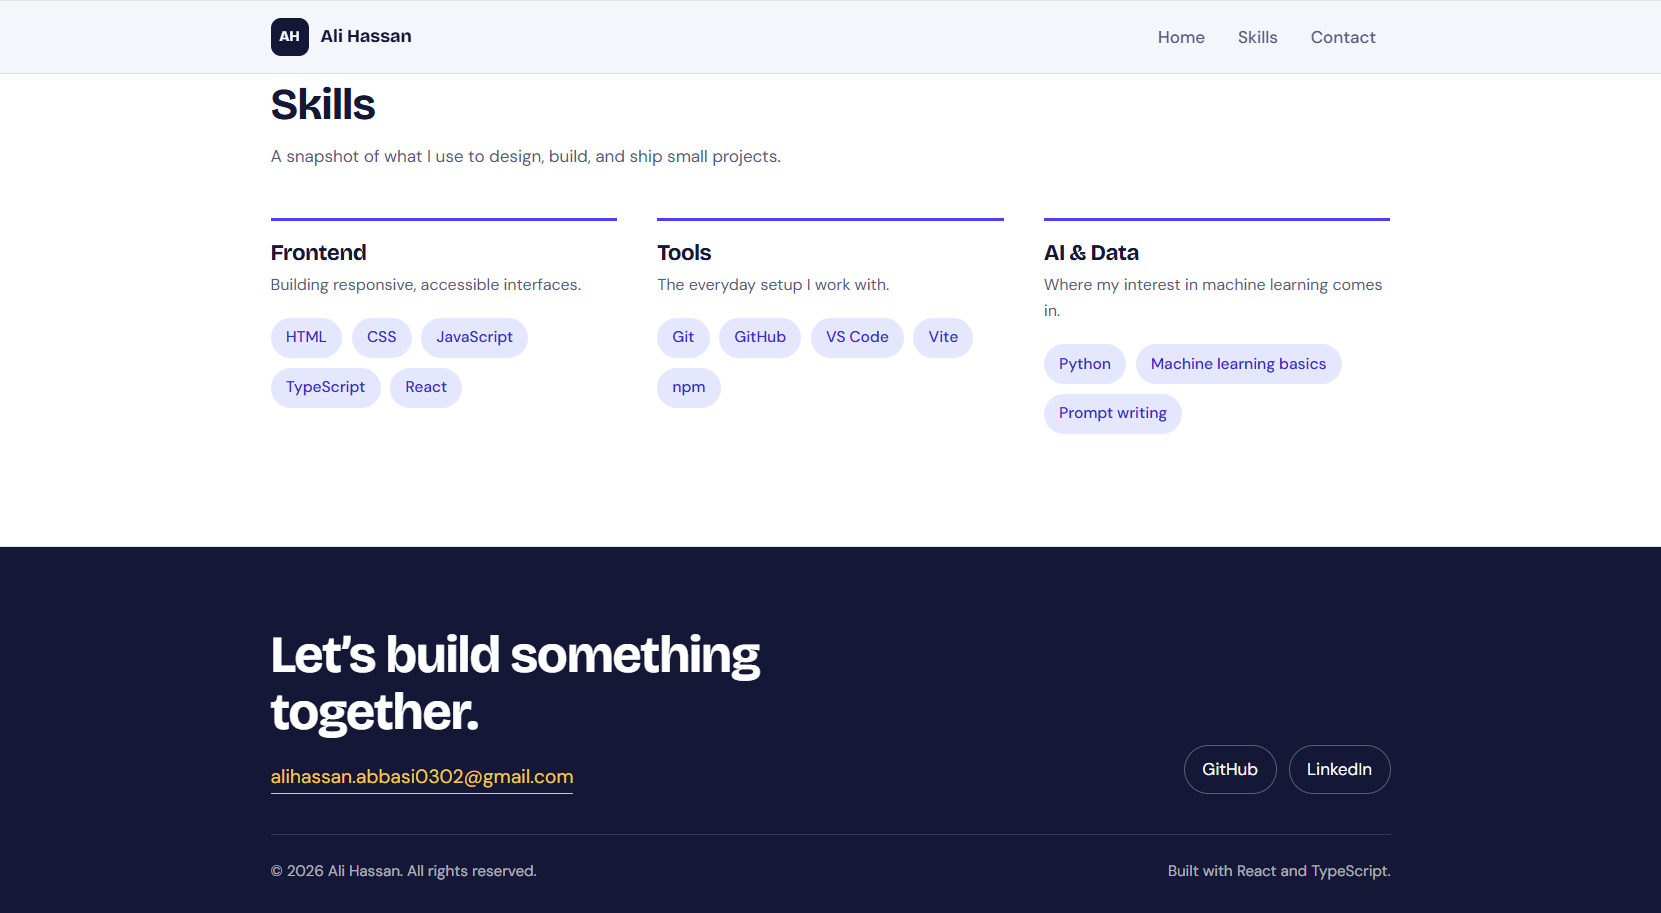 AH Ali Hassan Home Skills Contact
Skills
A snapshot of what I use to design, build, and ship small projects.
Frontend
Building responsive, accessible interfaces.
HTML CSS JavaScript
TypeScript React
Tools
The everyday setup I work with.
Git GitHub VS Code Vite
npm
AI & Data
Where my interest in machine learning comes
in.
Python Machine learning basics
Prompt writing
Let’s build something
together.
alihassan.abbasi0302@gmail.com
GitHub LinkedIn
© 2026 Ali Hassan. All rights reserved.
Built with React and TypeScript.